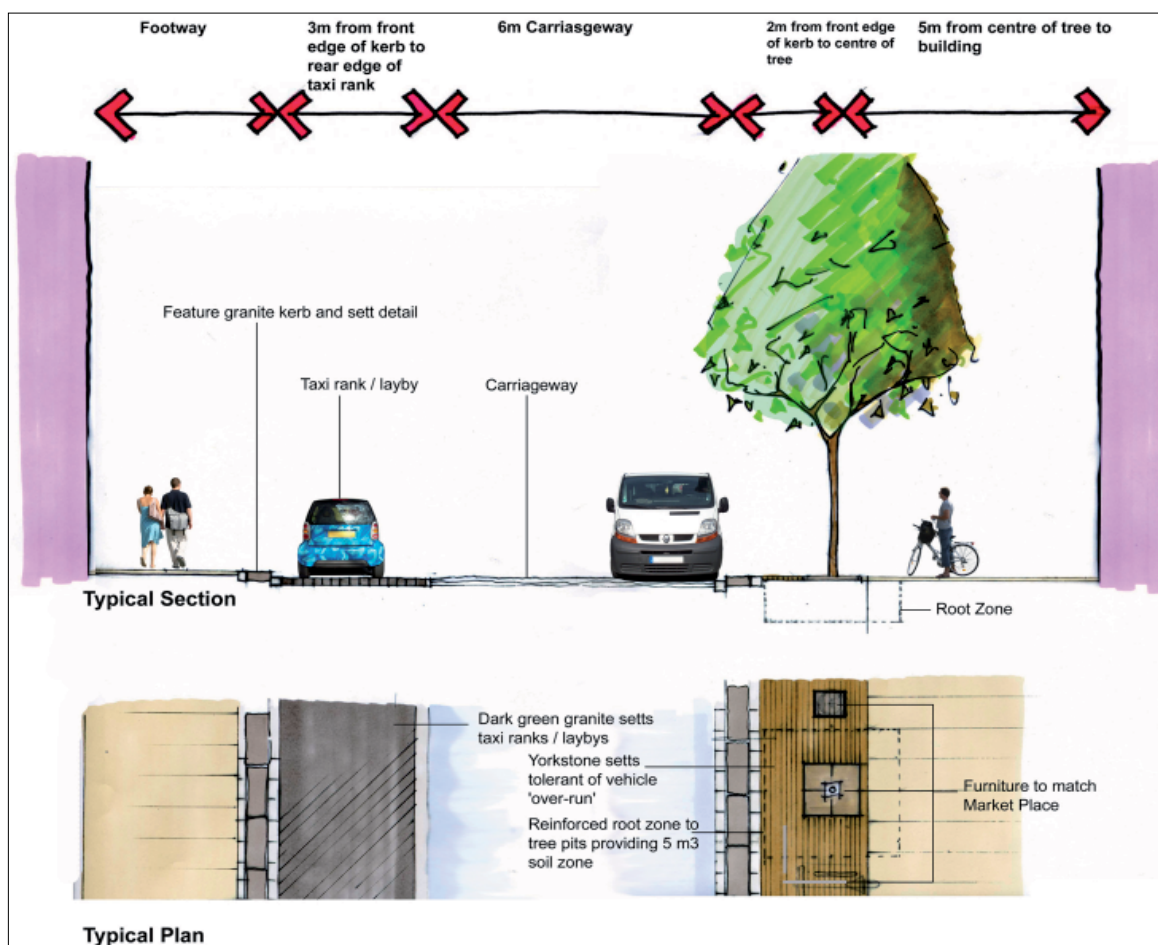 Footway
3m from front
edge of kerb to
rear edge of
taxi rank
6m Carriasgeway
2m from front edge
of kerb to centre of
tree
5m from centre of tree to
building
Feature granite kerb and sett detail
Taxi rank / layby
Carriageway
Typical Section
Root Zone
Dark green granite setts
taxi ranks / laybys
Yorkstone setts
tolerant of vehicle
'over-run'
Reinforced root zone to
tree pits providing 5 m3
soil zone
Furniture to match
Market Place
Typical Plan